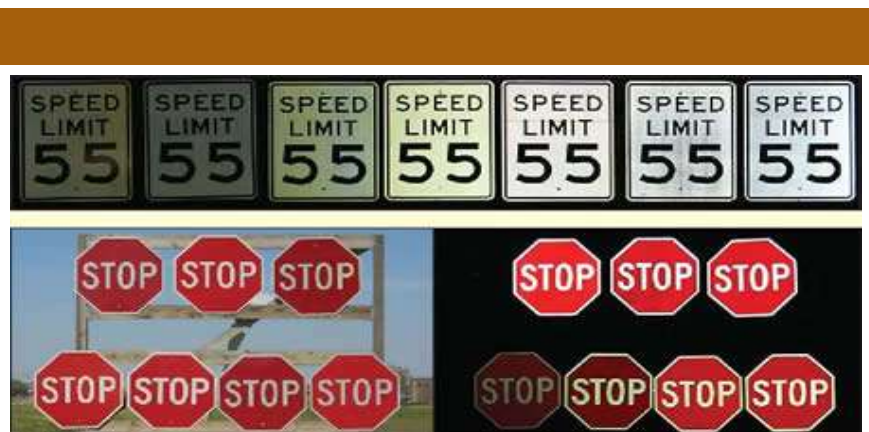 SPEED SPEED SPEED SPEED SPEED SPEED SPEED
LIMIT LIMIT LIMIT LIMIT LIMIT LIMIT LIMIT
55 55 55 55 55 55 55
STOP STOP STOP
STOP STOP STOP STOP
STOP STOP STOP
STOP STOP STOP STOP